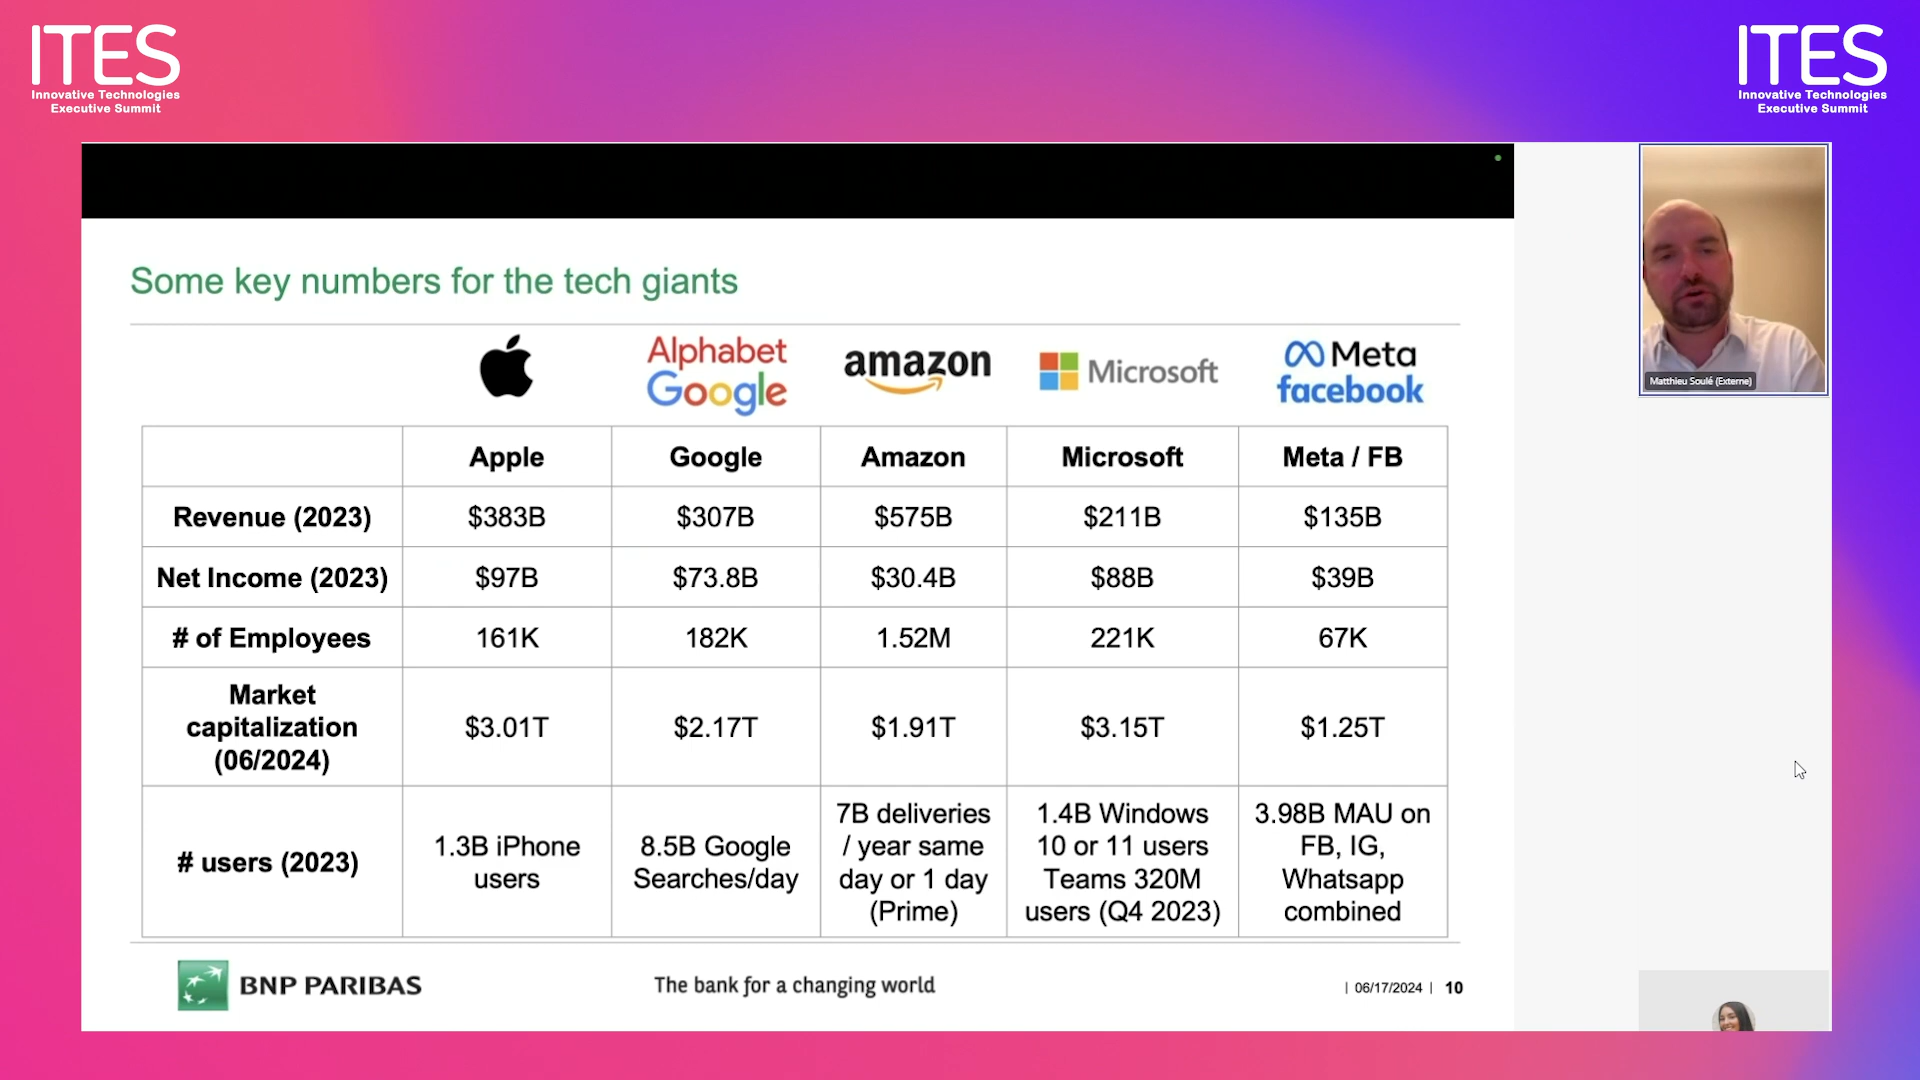 ITES
Innovative Technologies
Executive Summit
ITES
Innovative Technologies
Executive Summit
Matthieu Soulé (Externe)
Some key numbers for the tech giants
Alphabet
Google
amazon
Microsoft
Meta
facebook
Apple Google Amazon Microsoft Meta / FB
Revenue (2023) $383B $307B $575B $211B $135B
Net Income (2023) $97B $73.8B $30.4B $88B $39B
# of Employees 161K 182K 1.52M 221K 67K
Market
capitalization
(06/2024)
$3.01T $2.17T $1.91T $3.15T $1.25T
# users (2023)
1.3B iPhone
users
8.5B Google
Searches/day
7B deliveries
/ year same
day or 1 day
(Prime)
1.4B Windows
10 or 11 users
Teams 320M
users (Q4 2023)
3.98B MAU on
FB, IG,
Whatsapp
combined
BNP PARIBAS
The bank for a changing world
| 06/17/2024 | 10